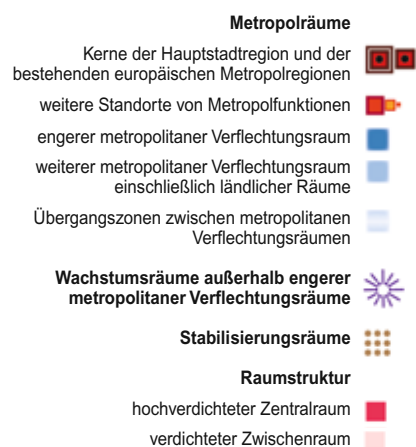 Metropolräume
Kerne der Hauptstadtregion und der
bestehenden europäischen Metropolregionen
weitere Standorte von Metropolfunktionen
engerer metropolitaner Verflechtungsraum
weiterer metropolitaner Verflechtungsraum
einschließlich ländlicher Räume
Übergangszonen zwischen metropolitanen
Verflechtungsräumen
Wachstumsräume außerhalb engerer
metropolitaner Verflechtungsräume
Stabilisierungsräume
Raumstruktur
hochverdichteter Zentralraum
verdichteter Zwischenraum